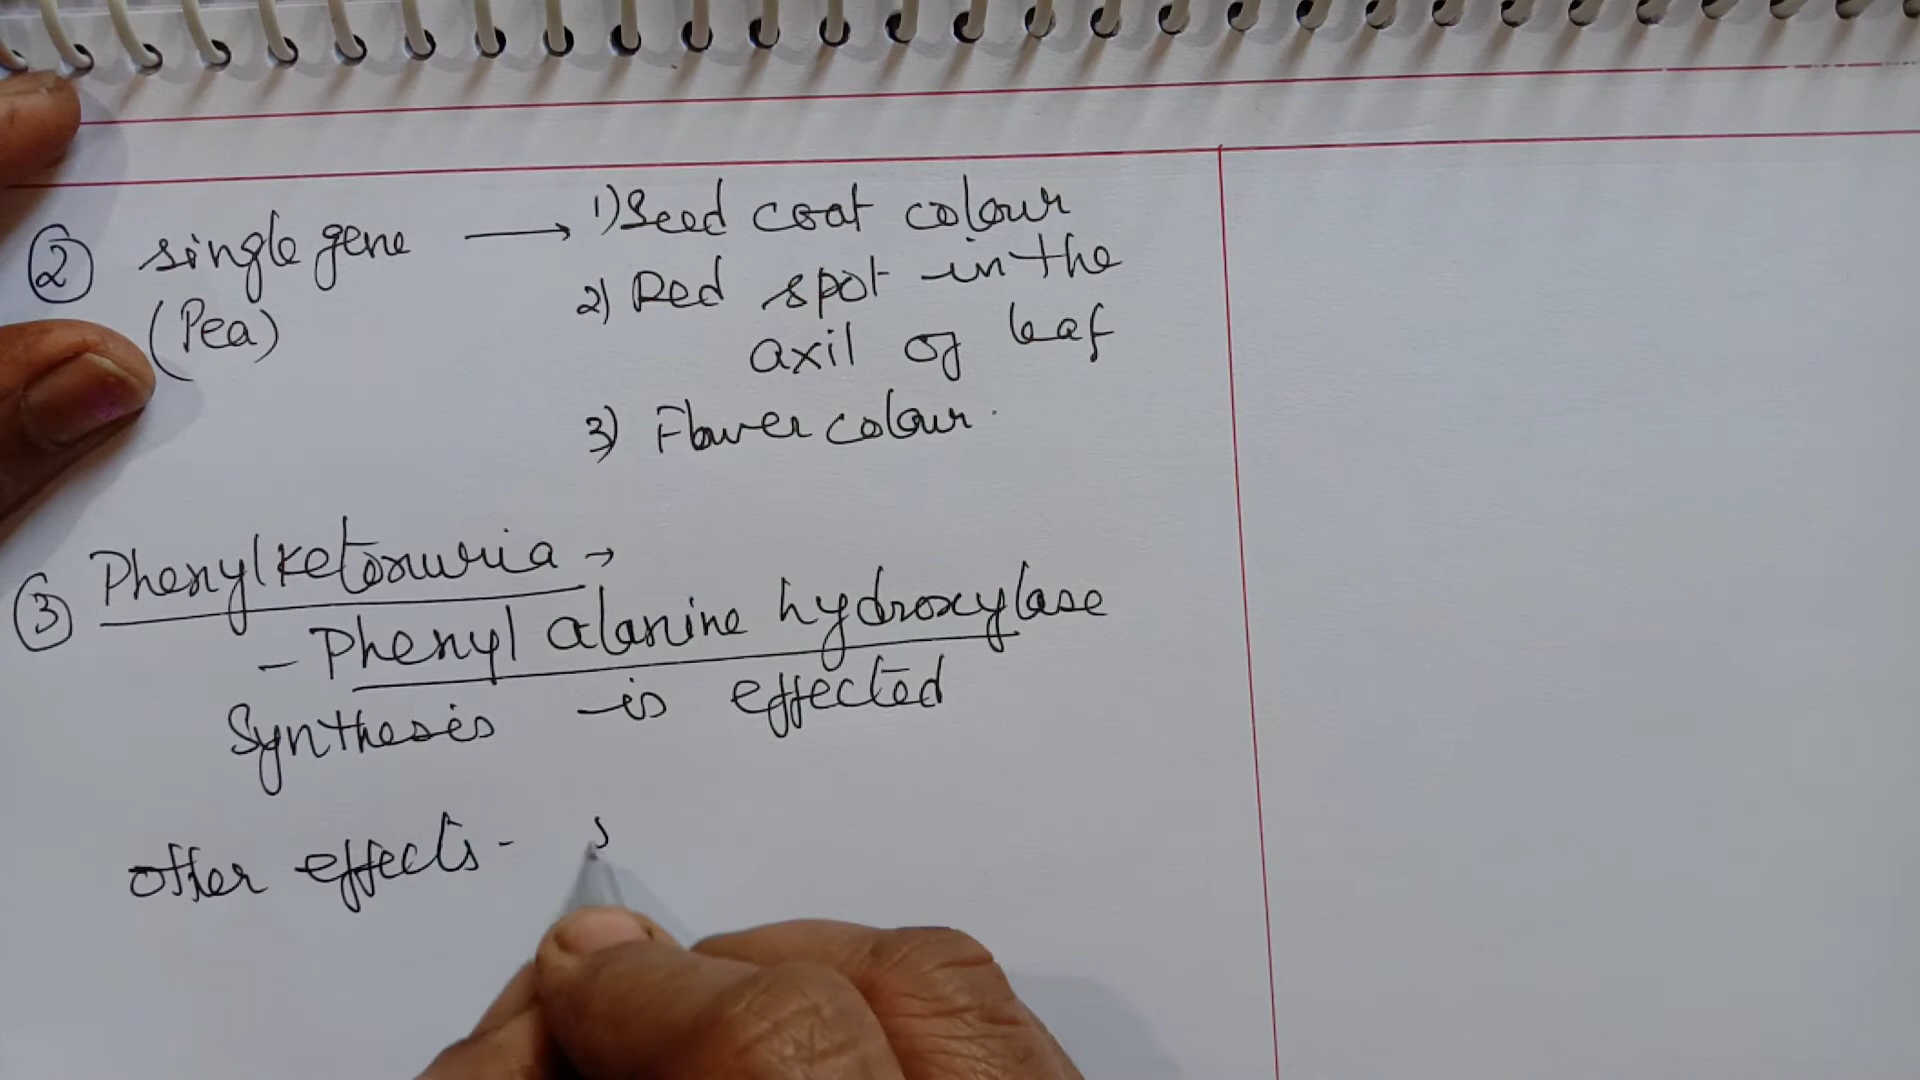 ② single gene → 1) Seed coat colour
(Pea)
2) Red spot in the
axil of leaf
3) Flower colour.
③ Phenylketonuria →
- Phenyl alanine hydroxylase
Synthesis is effected
other effects - s